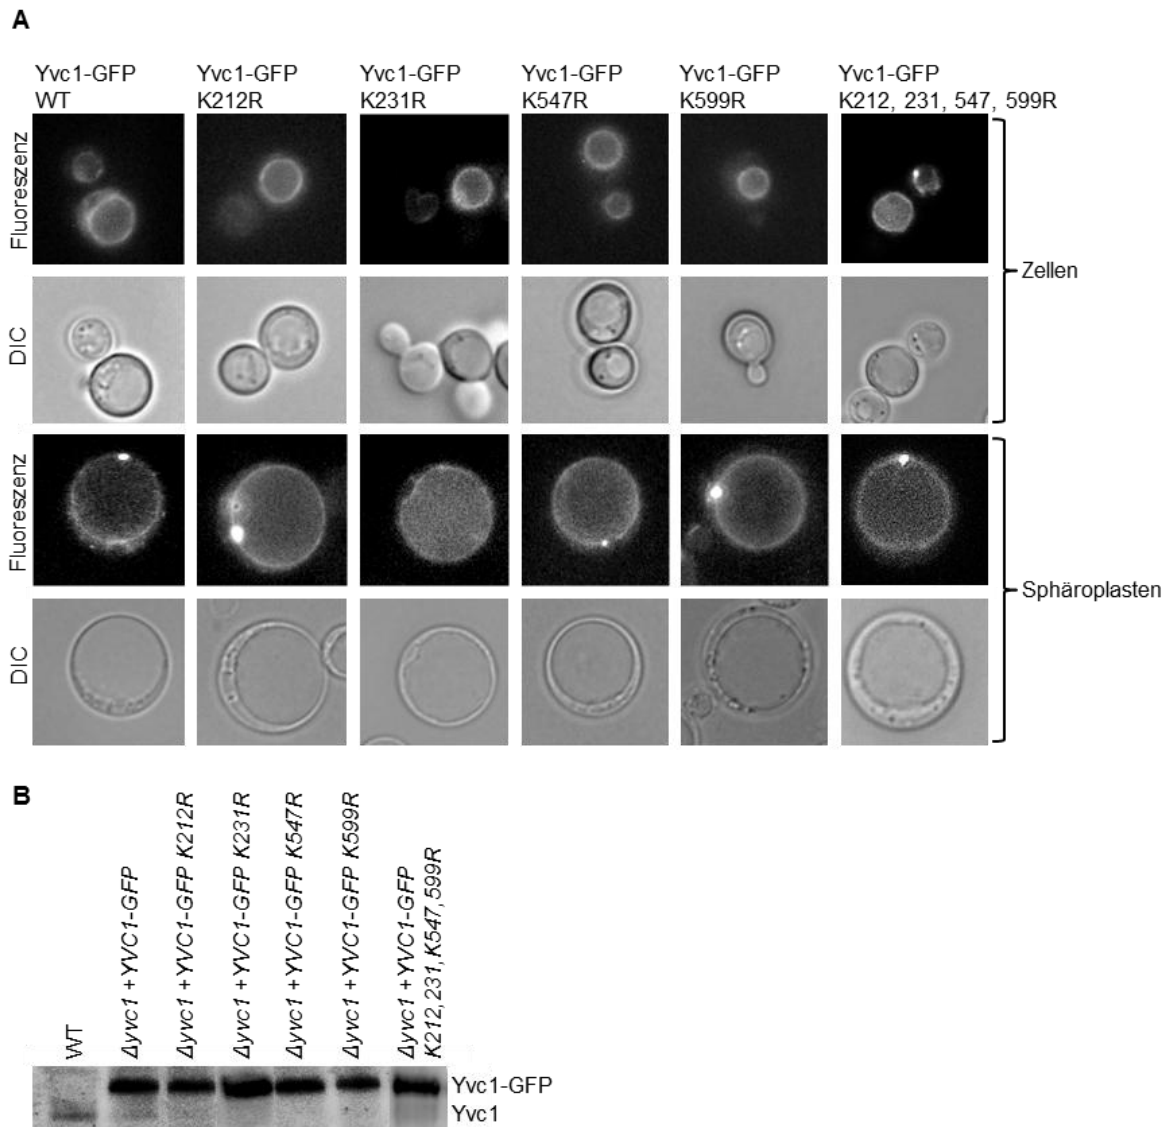 A
Yvc1-GFP
WT
Yvc1-GFP
K212R
Yvc1-GFP
K231R
Yvc1-GFP
K547R
Yvc1-GFP
K599R
Yvc1-GFP
K212, 231, 547, 599R
Fluoreszenz
DIC
Zellen
Fluoreszenz
DIC
Sphäroplasten
B
WT
Δyvc1 +YVC1-GFP
Δyvc1 +YVC1-GFP K212R
Δyvc1 +YVC1-GFP K231R
Δyvc1 +YVC1-GFP K547R
Δyvc1 +YVC1-GFP K599R
Δyvc1 +YVC1-GFP
K212,231,K547,599R
Yvc1-GFP
Yvc1